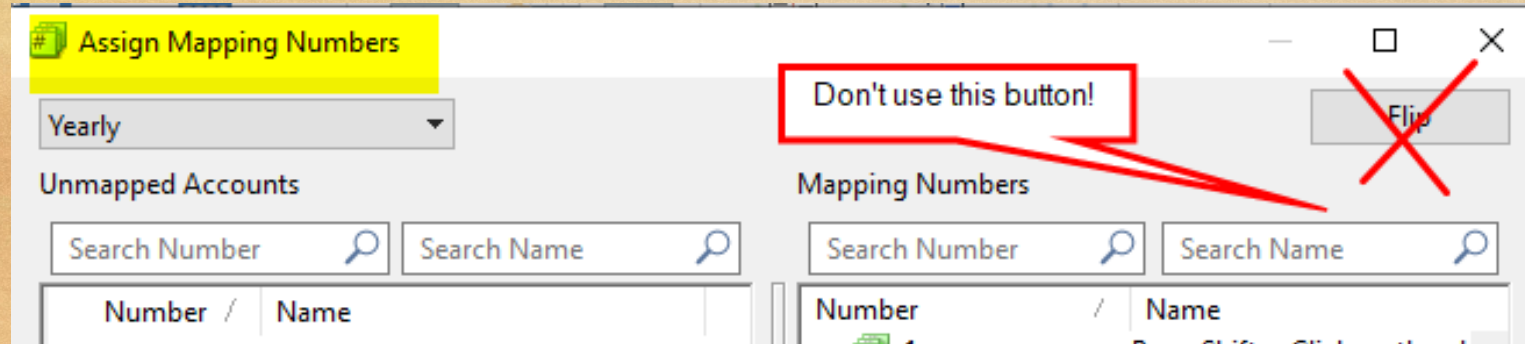 # Assign Mapping Numbers
Don't use this button!
Flip
Yearly
Unmapped Accounts
Mapping Numbers
Search Number
Search Name
Search Number
Search Name
Number / Name
Number / Name